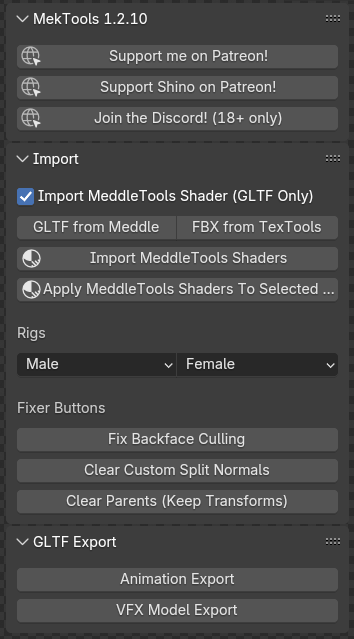 MekTools 1.2.10
Support me on Patreon!
Support Shino on Patreon!
Join the Discord! (18+ only)
Import
Import MeddleTools Shader (GLTF Only)
GLTF from Meddle FBX from TexTools
Import MeddleTools Shaders
Apply MeddleTools Shaders To Selected ...
Rigs
Male Female
Fixer Buttons
Fix Backface Culling
Clear Custom Split Normals
Clear Parents (Keep Transforms)
GLTF Export
Animation Export
VFX Model Export